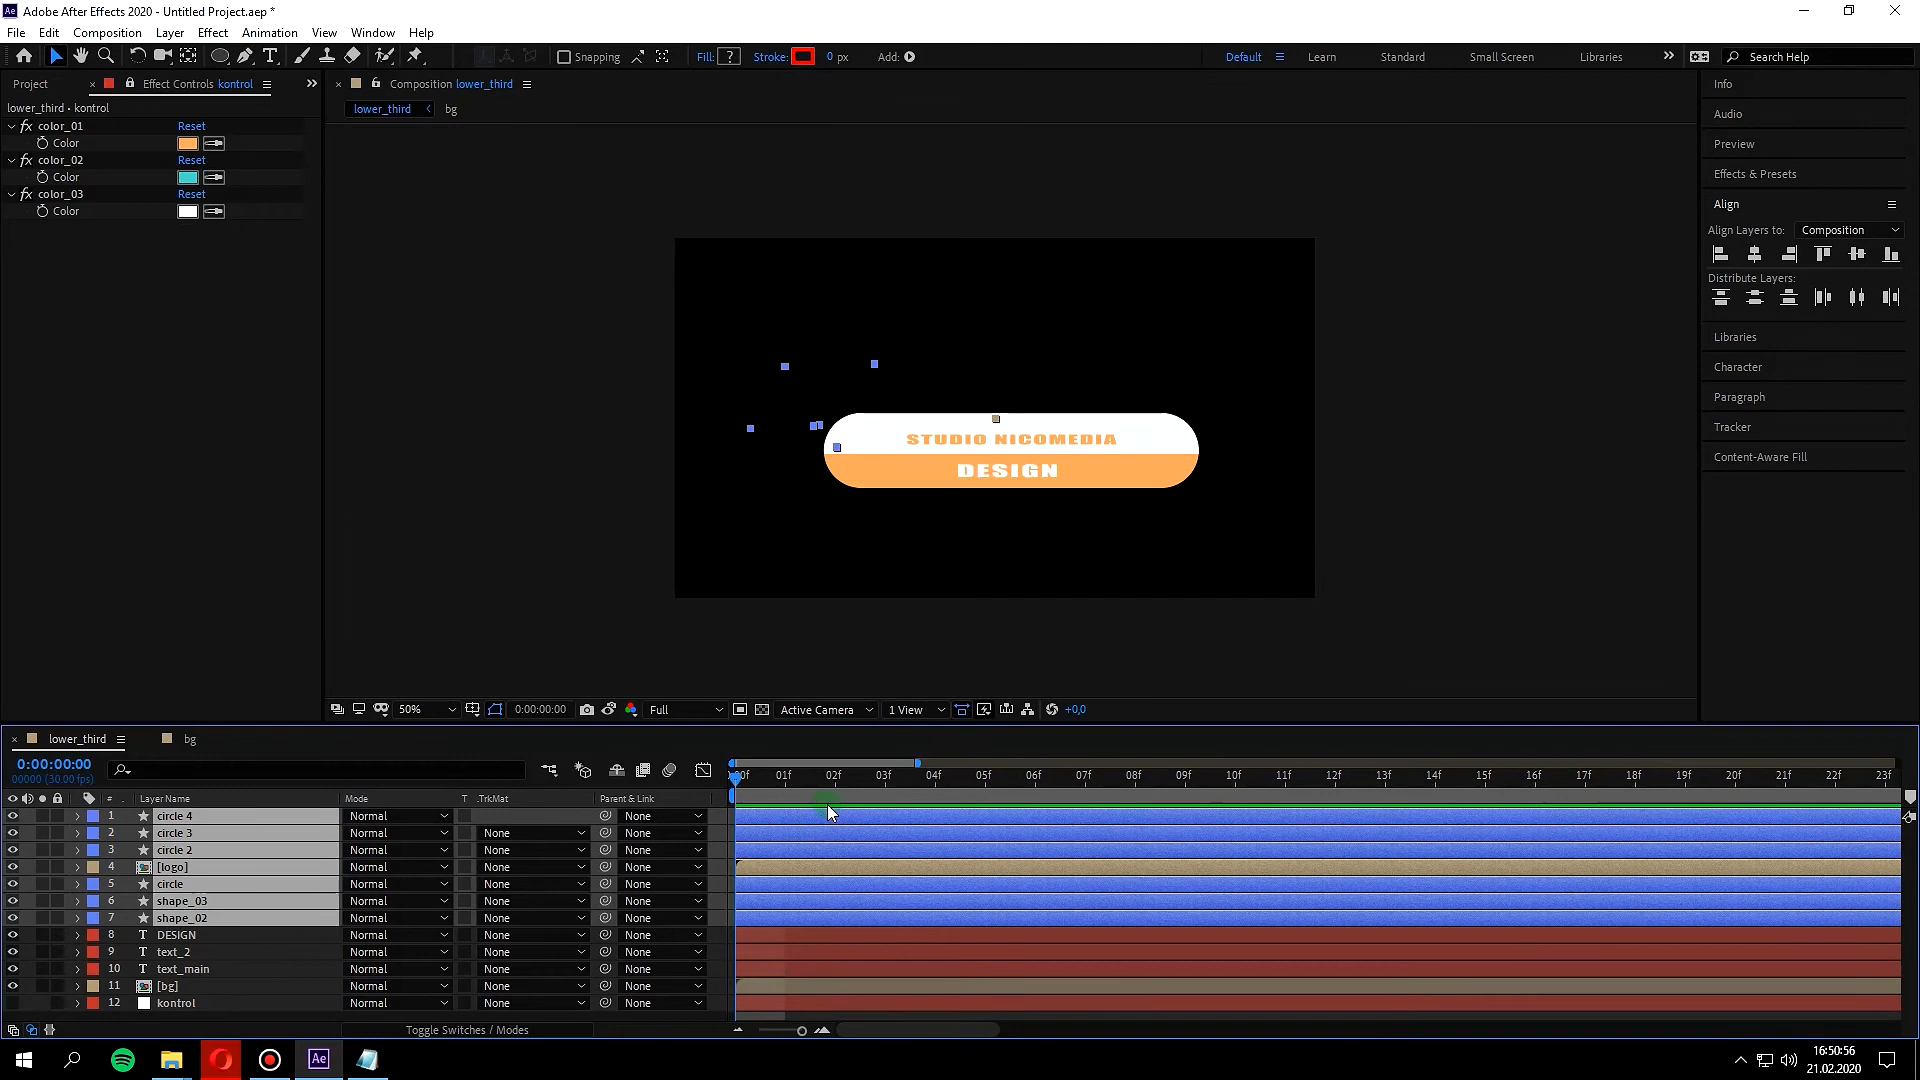 Adobe After Effects 2020 - Untitled Project.aep *
File Edit Composition Layer Effect Animation View Window Help
Snapping Fill: ? Stroke: 0 px Add: Default Learn Standard Small Screen Libraries Search Help
Project Effect Controls kontrol
Composition lower_third
lower_third • kontrol
lower_third bg
color_01 Reset
Color
color_02 Reset
Color
color_03 Reset
Color
STUDIO NICOMEDIA
DESIGN
Info
Audio
Preview
Effects & Presets
Align
Align Layers to: Composition
Distribute Layers:
Libraries
Character
Paragraph
Tracker
Content-Aware Fill
50% 0:00:00:00 Full Active Camera 1 View +0,0
lower_third bg
0:00:00:00
00000 (30.00 fps)
01f 02f 03f 04f 05f 06f 07f 08f 09f 10f 11f 12f 13f 14f 15f 16f 17f 18f 19f 20f 21f 22f 23f
# Layer Name Mode T .TrkMat Parent & Link
1 circle 4 Normal None
2 circle 3 Normal None None
3 circle 2 Normal None None
4 [logo] Normal None None
5 circle Normal None None
6 shape_03 Normal None None
7 shape_02 Normal None None
8 T DESIGN Normal None None
9 T text_2 Normal None None
10 T text_main Normal None None
11 [bg] Normal None None
12 kontrol Normal None None
Toggle Switches / Modes
Ae
16:50:56
21.02.2020